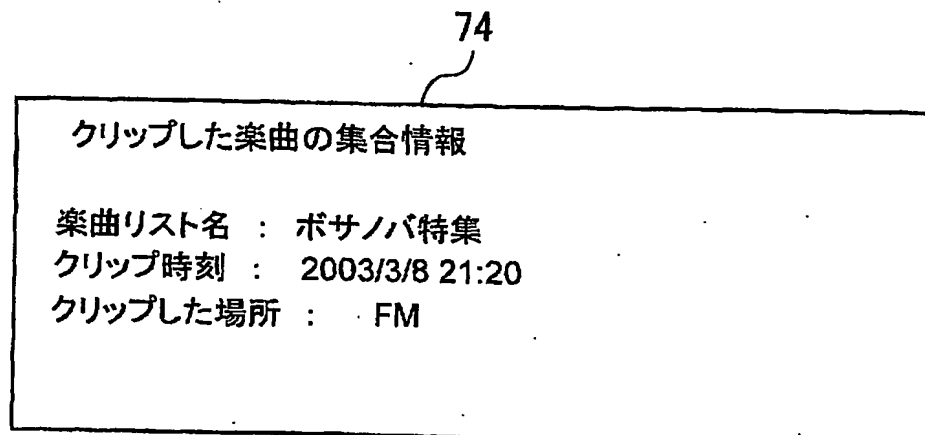 74
クリップした楽曲の集合情報
楽曲リスト名 : ボサノバ特集
クリップ時刻 : 2003/3/8 21:20
クリップした場所 : FM